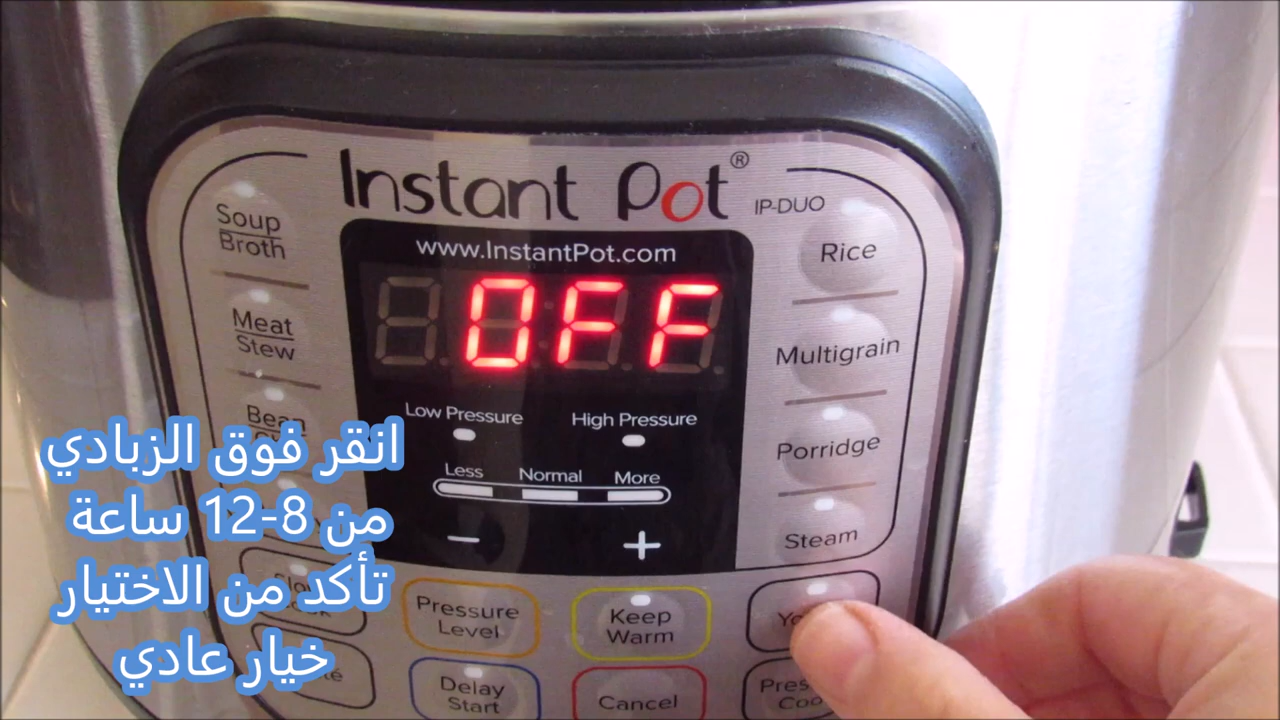 Instant Pot®
IP-DUO
www.InstantPot.com
OFF
Soup
Broth
Meat
Stew
Bean
Rice
Multigrain
Porridge
Steam
Low Pressure
High Pressure
Less
Normal
More
−
+
Pressure
Level
Keep
Warm
Delay
Start
Cancel
انقر فوق الزبادي
من 8-12 ساعة
تأكد من الاختيار
خيار عادي